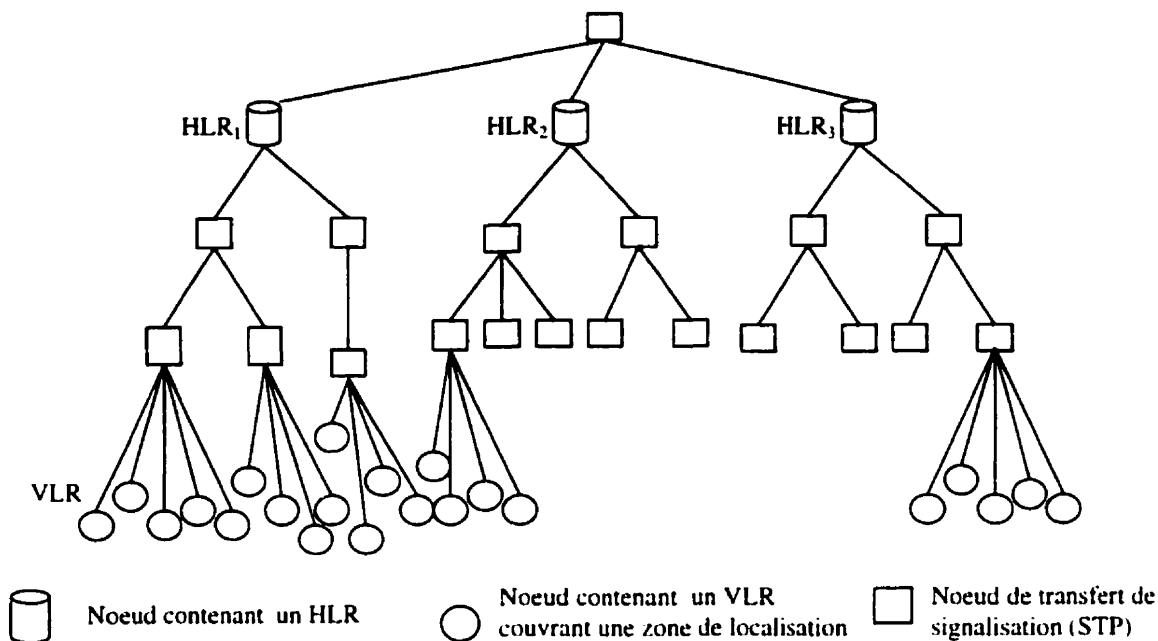 HLR₁
HLR₂
HLR₃
VLR
Noeud contenant un HLR
Noeud contenant un VLR
couvrant une zone de localisation
Noeud de transfert de
signalisation (STP)